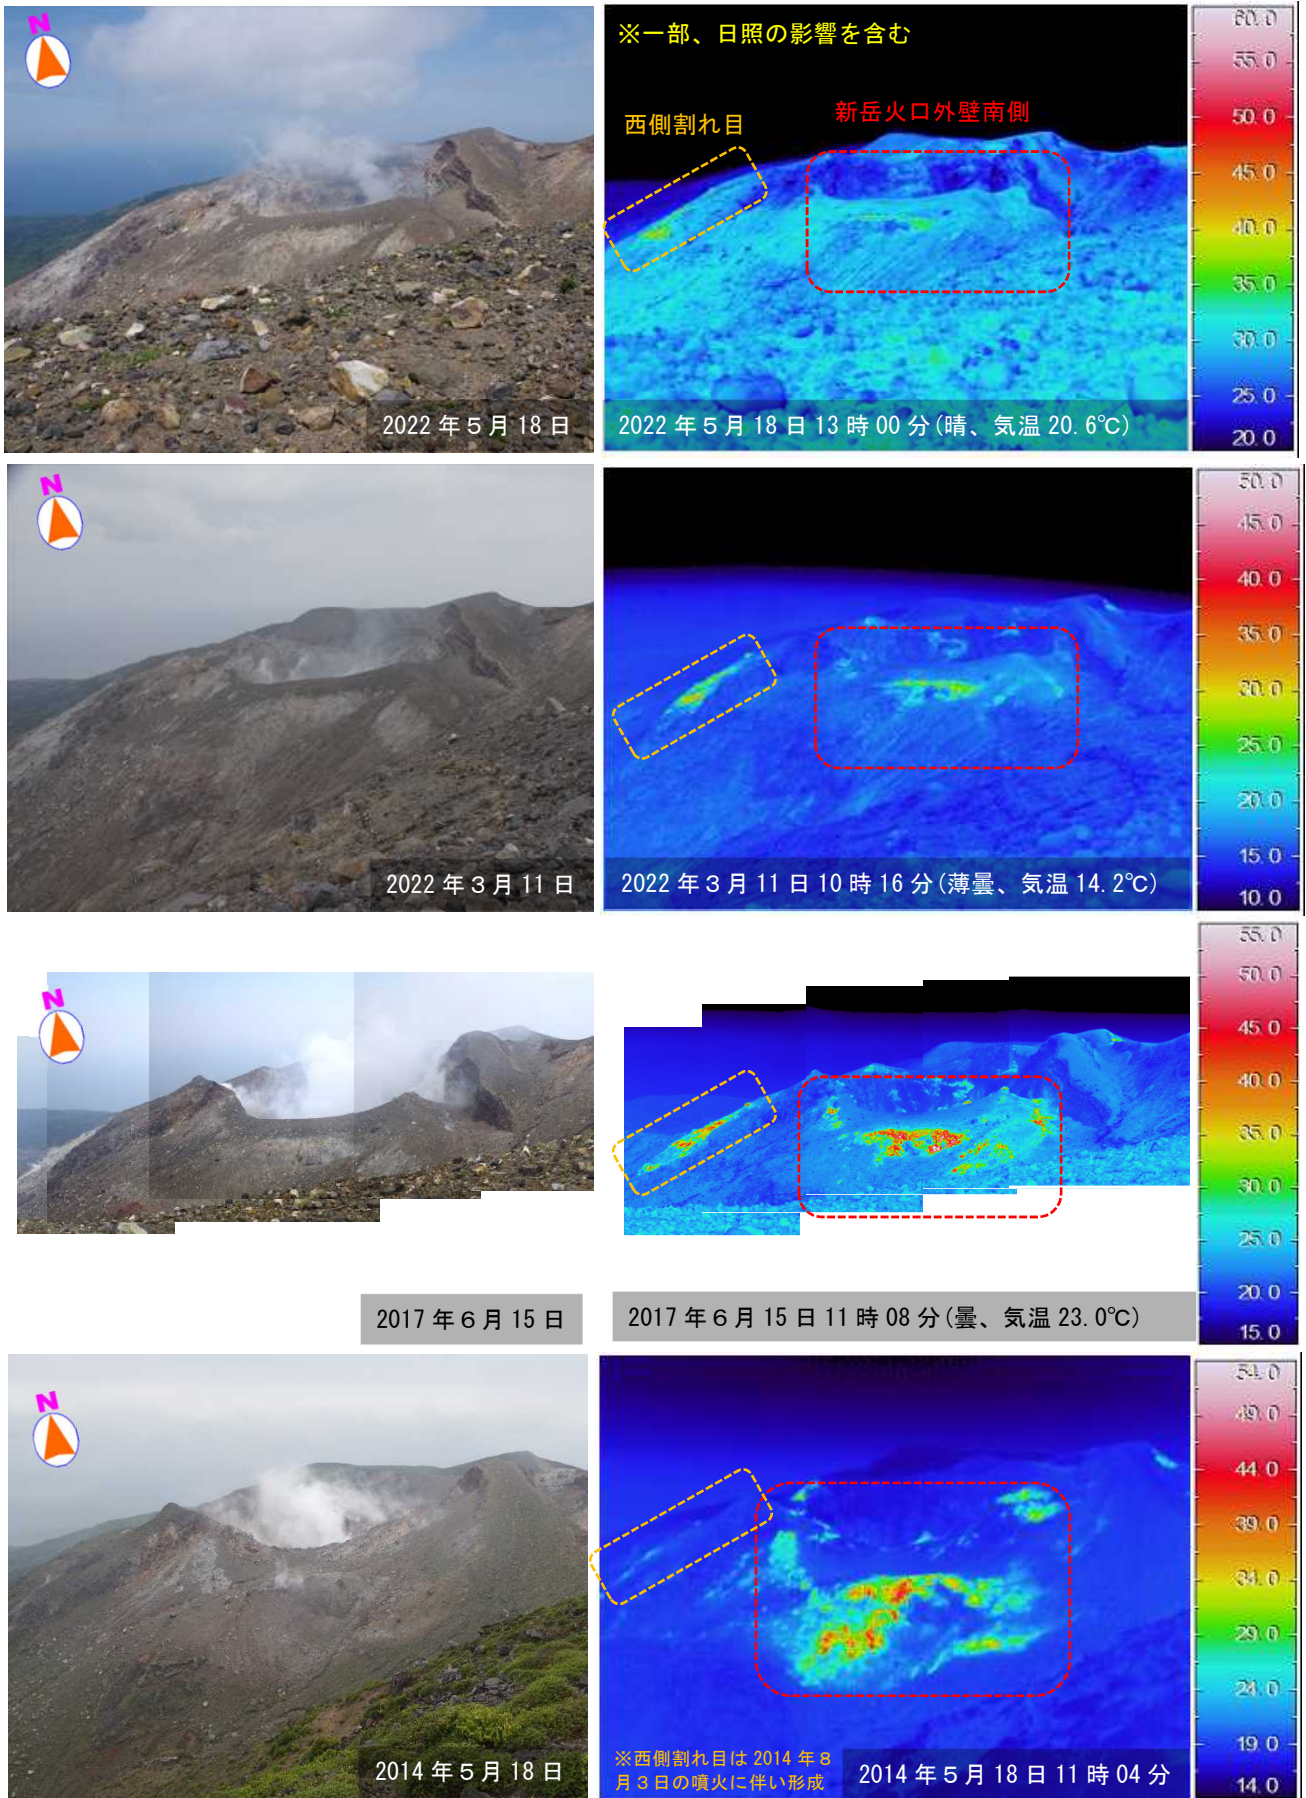 N
2022年5月18日
※一部、日照の影響を含む
西側割れ目
新岳火口外壁南側
2022年5月18日13時00分(晴、気温20.6℃)
60.0
55.0
50.0
45.0
40.0
35.0
30.0
25.0
20.0
N
2022年3月11日
2022年3月11日10時16分(薄曇、気温14.2℃)
50.0
45.0
40.0
35.0
30.0
25.0
20.0
15.0
10.0
N
2017年6月15日
2017年6月15日11時08分(曇、気温23.0℃)
55.0
50.0
45.0
40.0
35.0
30.0
25.0
20.0
15.0
N
2014年5月18日
※西側割れ目は2014年8
月3日の噴火に伴い形成
2014年5月18日11時04分
54.0
49.0
44.0
39.0
34.0
29.0
24.0
19.0
14.0